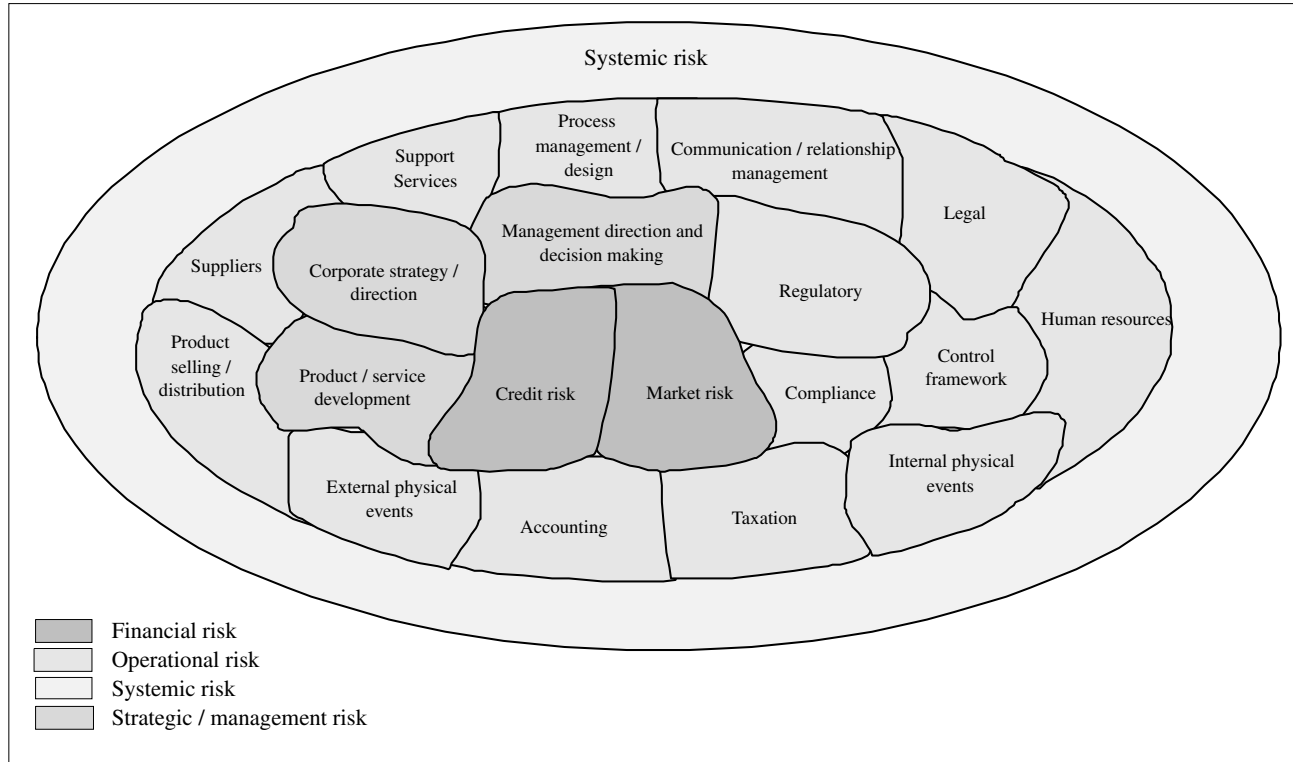 Systemic risk
Process
management /
design
Communication / relationship
management
Support
Services
Legal
Management direction and
decision making
Suppliers
Corporate strategy /
direction
Regulatory
Human resources
Product
selling /
distribution
Product / service
development
Credit risk
Market risk
Compliance
Control
framework
External physical
events
Accounting
Taxation
Internal physical
events
Financial risk
Operational risk
Systemic risk
Strategic / management risk